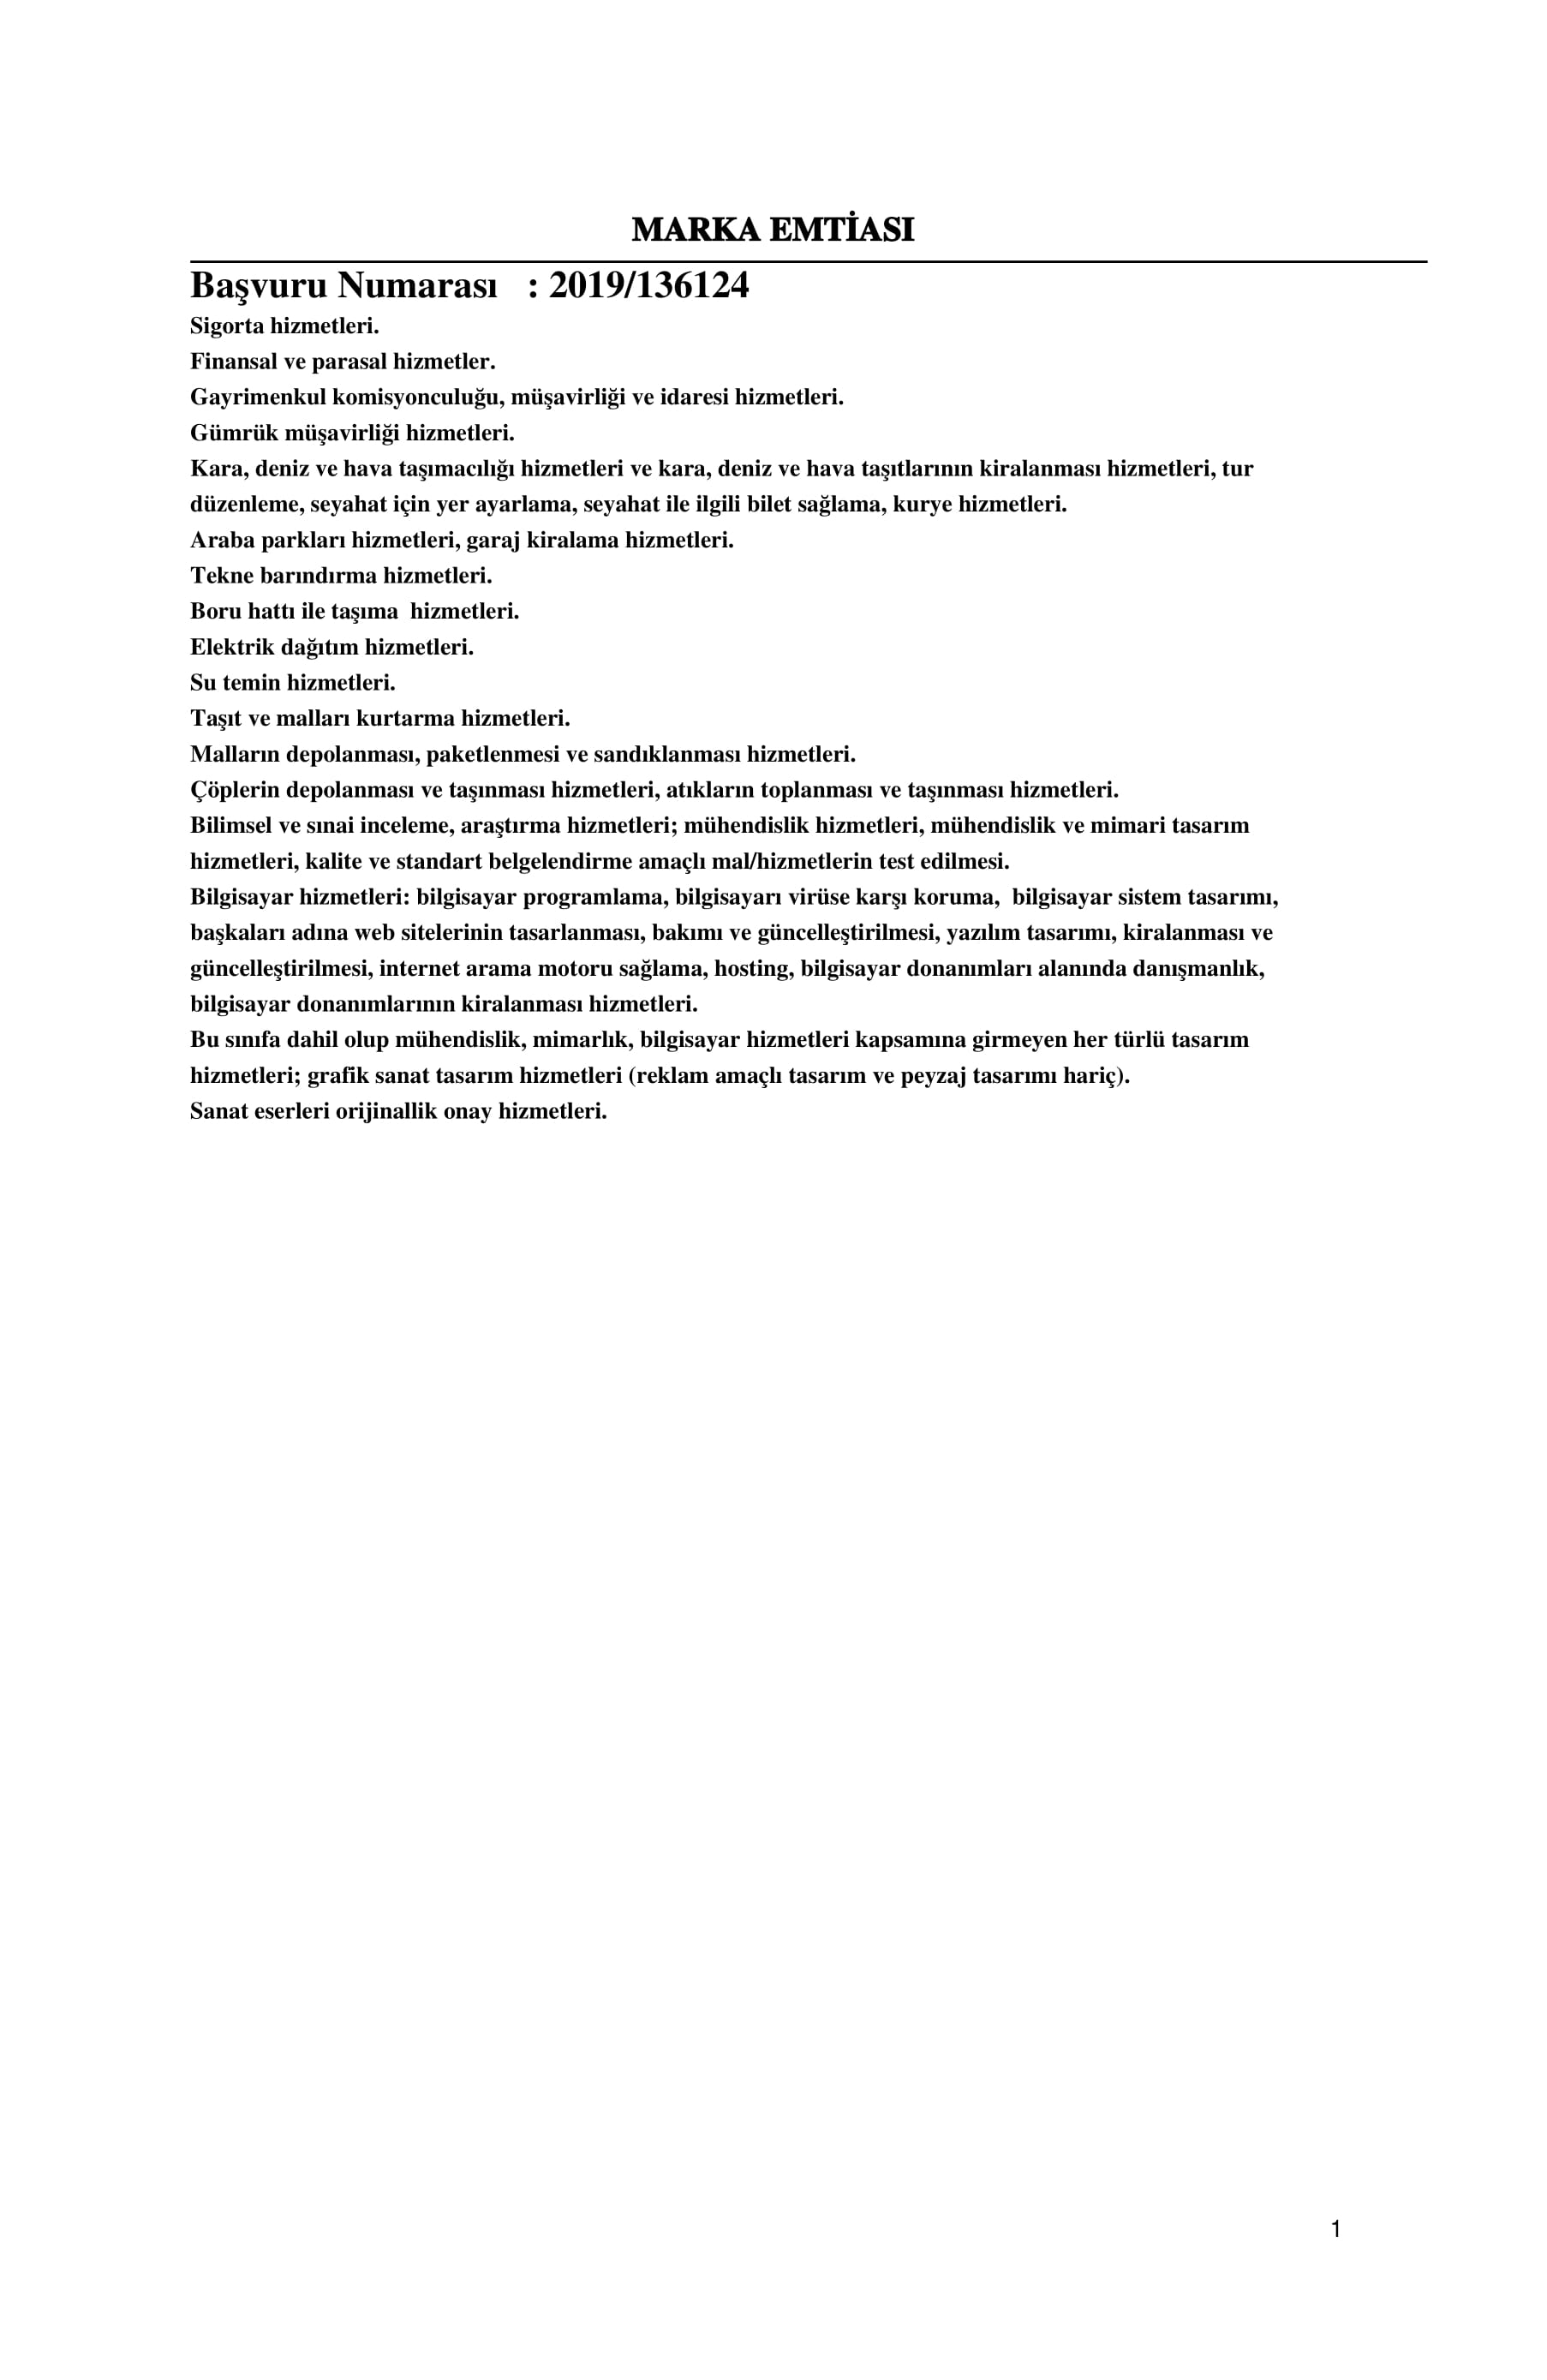 MARKA EMTİASI
Başvuru Numarası : 2019/136124
Sigorta hizmetleri.
Finansal ve parasal hizmetler.
Gayrimenkul komisyonculuğu, müşavirliği ve idaresi hizmetleri.
Gümrük müşavirliği hizmetleri.
Kara, deniz ve hava taşımacılığı hizmetleri ve kara, deniz ve hava taşıtlarının kiralanması hizmetleri, tur
düzenleme, seyahat için yer ayarlama, seyahat ile ilgili bilet sağlama, kurye hizmetleri.
Araba parkları hizmetleri, garaj kiralama hizmetleri.
Tekne barındırma hizmetleri.
Boru hattı ile taşıma  hizmetleri.
Elektrik dağıtım hizmetleri.
Su temin hizmetleri.
Taşıt ve malları kurtarma hizmetleri.
Malların depolanması, paketlenmesi ve sandıklanması hizmetleri.
Çöplerin depolanması ve taşınması hizmetleri, atıkların toplanması ve taşınması hizmetleri.
Bilimsel ve sınai inceleme, araştırma hizmetleri; mühendislik hizmetleri, mühendislik ve mimari tasarım
hizmetleri, kalite ve standart belgelendirme amaçlı mal/hizmetlerin test edilmesi.
Bilgisayar hizmetleri: bilgisayar programlama, bilgisayarı virüse karşı koruma,  bilgisayar sistem tasarımı,
başkaları adına web sitelerinin tasarlanması, bakımı ve güncelleştirilmesi, yazılım tasarımı, kiralanması ve
güncelleştirilmesi, internet arama motoru sağlama, hosting, bilgisayar donanımları alanında danışmanlık,
bilgisayar donanımlarının kiralanması hizmetleri.
Bu sınıfa dahil olup mühendislik, mimarlık, bilgisayar hizmetleri kapsamına girmeyen her türlü tasarım
hizmetleri; grafik sanat tasarım hizmetleri (reklam amaçlı tasarım ve peyzaj tasarımı hariç).
Sanat eserleri orijinallik onay hizmetleri.
1